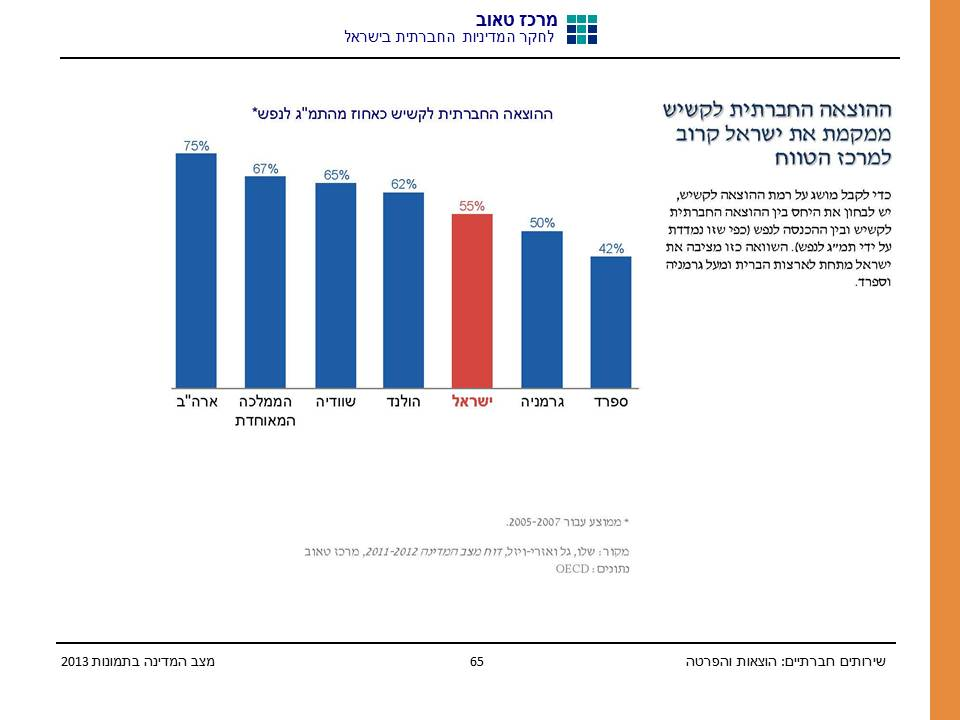 מרכז טאוב
לחקר המדיניות החברתית בישראל
ההוצאה החברתית לקשיש
ממקמת את ישראל קרוב
למרכז הטווח
כדי לקבל מושג על רמת ההוצאה לקשיש,
יש לבחון את היחס בין ההוצאה החברתית
לקשיש ובין ההכנסה לנפש (כפי שזו נמדדת
על ידי תמ"ג לנפש). השוואה כזו מציבה את
ישראל מתחת לארצות הברית ומעל גרמניה
וספרד.
ההוצאה החברתית לקשיש כאחוז מהתמ"ג לנפש*
75%
67%
65%
62%
55%
50%
42%
ארה"ב
הממלכה
המאוחדת
שוודיה
הולנד
ישראל
גרמניה
ספרד
* ממוצע עבור 2005-2007.
מקור: שלו, גל ואזרי-ויזל, דוח מצב המדינה 2011-2012, מרכז טאוב
נתונים: OECD
שירותים חברתיים: הוצאות והפרטה
65
מצב המדינה בתמונות 2013